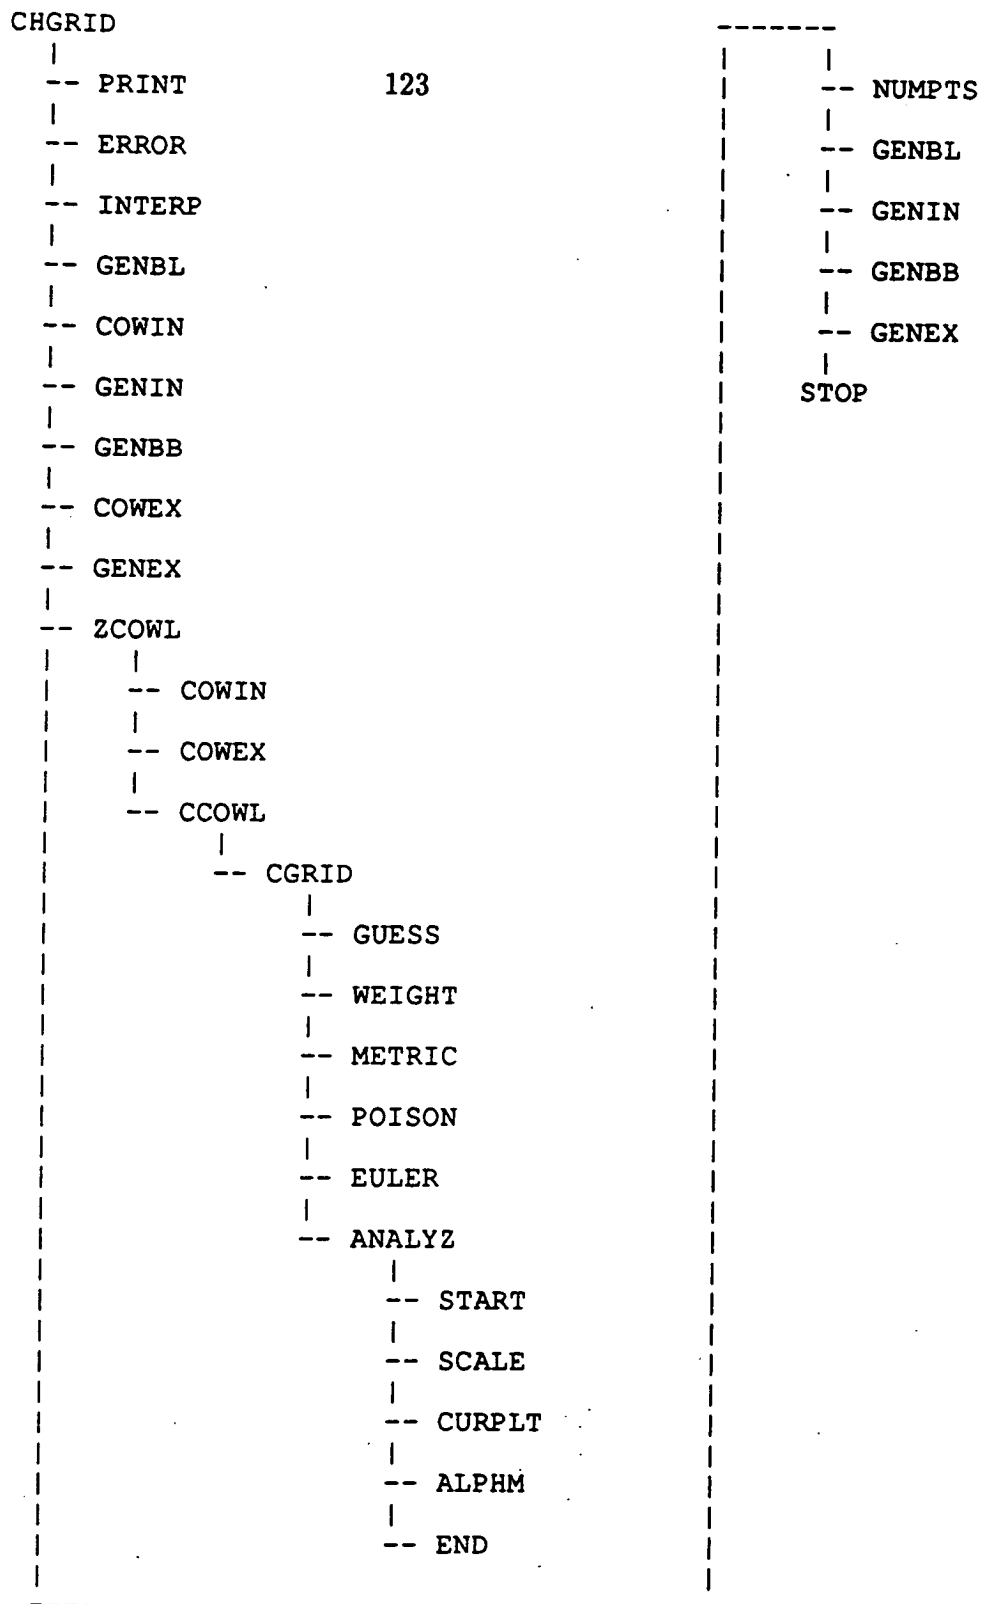 CHGRID
PRINT
123
ERROR
INTERP
GENBL
COWIN
GENIN
GENBB
COWEX
GENEX
ZCOWL
COWIN
COWEX
CCOWL
CGRID
GUESS
WEIGHT
METRIC
POISON
EULER
ANALYZ
START
SCALE
CURPLT
ALPHM
END
NUMPTS
GENBL
GENIN
GENBB
GENEX
STOP